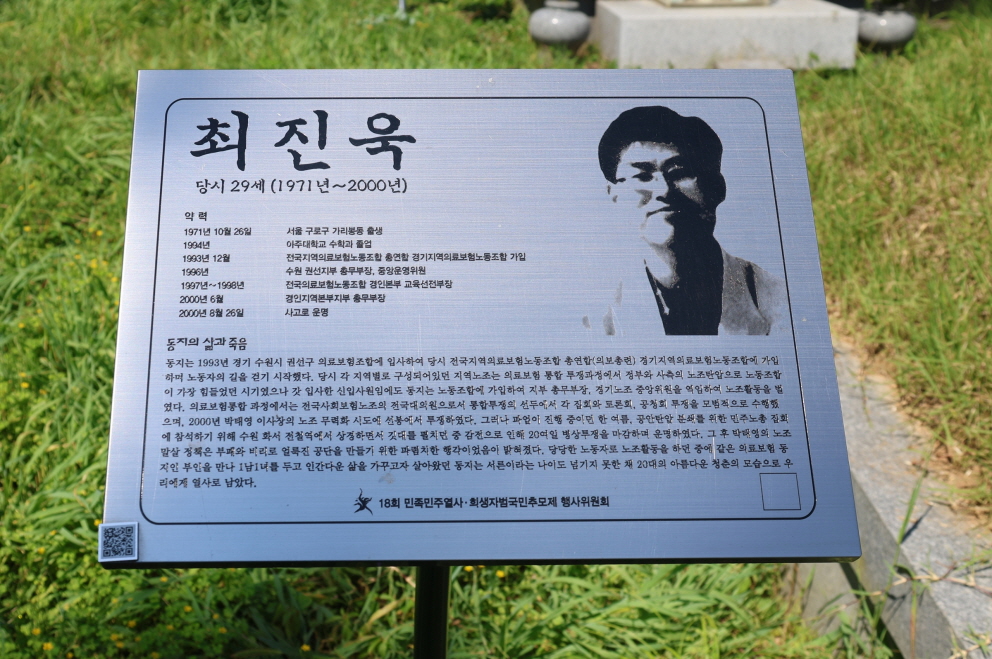 최진욱
당시 29세 (1971년~2000년)
약 력
1971년 10월 26일 서울 구로구 가리봉동 출생
1994년 아주대학교 수학과 졸업
1993년 12월 전국지역의료보험노동조합 총연합 경기지역의료보험노동조합 가입
1996년 수원 권선지부 총무부장, 중앙운영위원
1997년~1998년 전국의료보험노동조합 경인본부 교육선전부장
2000년 6월 경인지역본부지부 총무부장
2000년 8월 26일 사고로 운명
동지의 삶과 죽음
동지는 1993년 경기 수원시 권선구 의료보험조합에 입사하여 당시 전국지역의료보험노동조합 총연합(의보총련) 경기지역의료보험노동조합에 가입
하며 노동자의 길을 걷기 시작했다. 당시 각 지역별로 구성되어있던 지역노조는 의료보험 통합 투쟁과정에서 정부와 사측의 노조탄압으로 노동조합
이 가장 힘들었던 시기였으나 갓 입사한 신입사원임에도 동지는 노동조합에 가입하여 지부 총무부장, 경기노조 중앙위원을 역임하여 노조활동을 벌
였다. 의료보험통합 과정에서는 전국사회보험노조의 전국대의원으로서 통합투쟁의 선두에서 각 집회와 토론회, 공청회 투쟁을 모범적으로 수행했
으며, 2000년 박태영 이사장의 노조 무력화 시도에 선봉에서 투쟁하였다. 그러나 파업이 진행 중이던 한 여름, 공안탄압 분쇄를 위한 민주노총 집회
에 참석하기 위해 수원 화서 전철역에서 상경하면서 깃대를 펼치던 중 감전으로 인해 20여일 병상투쟁을 마감하며 운명하였다. 그 후 박태영의 노조
말살 정책은 부패와 비리로 얼룩진 공단을 만들기 위한 파렴치한 행각이었음이 밝혀졌다. 당당한 노동자로 노조활동을 하면 중에 같은 의료보험 동
지인 부인을 만나 1남1녀를 두고 인간다운 삶을 가꾸고자 살아왔던 동지는 서른이라는 나이도 넘기지 못한 채 20대의 아름다운 청춘의 모습으로 우
리에게 열사로 남았다.
18회 민족민주열사·희생자범국민추모제 행사위원회